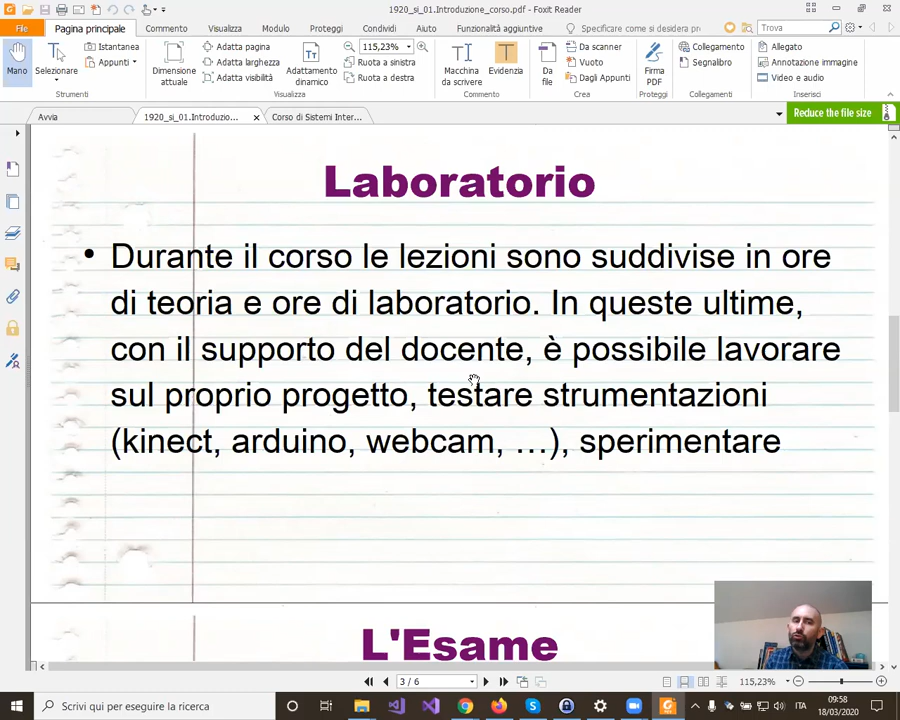 1920_si_01.Introduzione_corso.pdf - Foxit Reader
File Pagina principale Commento Visualizza Modulo Proteggi Condividi Aiuto Funzionalità aggiuntive Specificare cosa si desidera p Trova
Mano
Selezionare
Istantanea
Appunti
Strumenti
Dimensione attuale
Adatta pagina
Adatta larghezza
Adatta visibilità
Adattamento dinamico
115,23%
Ruota a sinistra
Ruota a destra
Visualizza
Macchina da scrivere
Evidenzia
Commento
Da file
Da scanner
Vuoto
Dagli Appunti
Crea
Firma PDF
Proteggi
Collegamento
Segnalibro
Collegamenti
Allegato
Annotazione immagine
Video e audio
Inserisci
Avvia 1920_si_01.Introduzio... Corso di Sistemi Inter... Reduce the file size
Laboratorio
• Durante il corso le lezioni sono suddivise in ore
di teoria e ore di laboratorio. In queste ultime,
con il supporto del docente, è possibile lavorare
sul proprio progetto, testare strumentazioni
(kinect, arduino, webcam, …), sperimentare
L'Esame
3 / 6 115,23%
Scrivi qui per eseguire la ricerca
ITA
09:58
18/03/2020